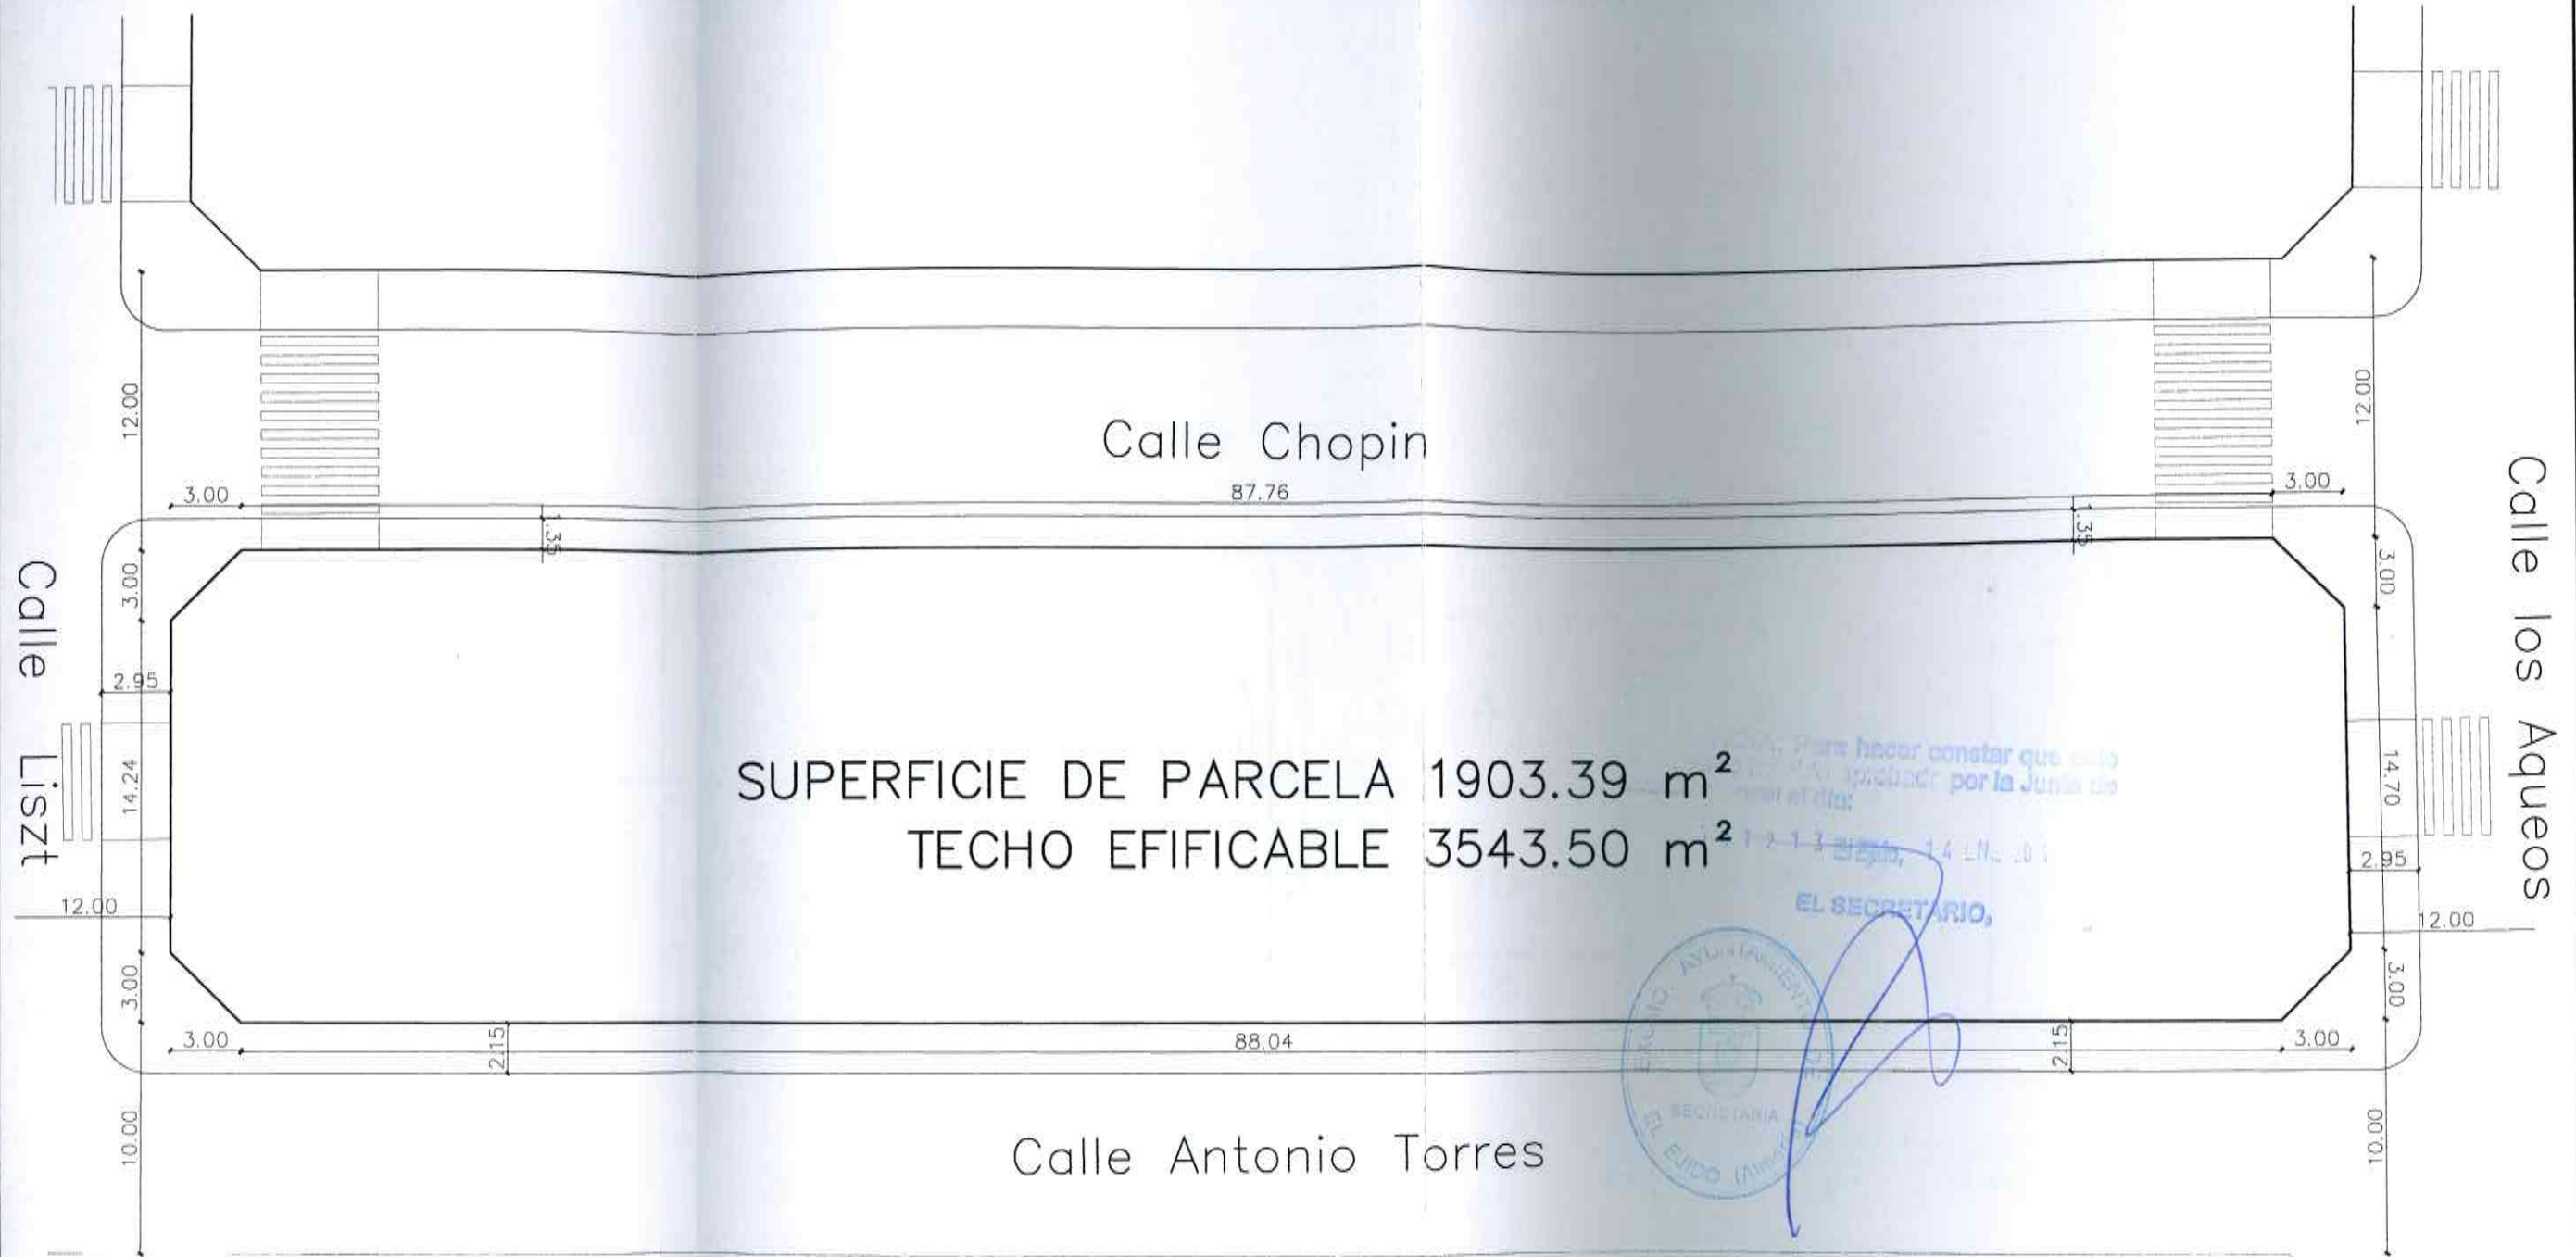 12.00
12.00
Calle Chopin
3.00
87.76
3.00
1.35
1.35
3.00
3.00
Calle Liszt
Calle los Aqueos
2.95
14.24
14.70
SUPERFICIE DE PARCELA 1903.39 m²
TECHO EFIFICABLE 3543.50 m²
Para hacer constar que
por la Junta de
el día:
2.95
12.00
12.00
EL SECRETARIO,
3.00
3.00
AYUNTAMIENTO DE
SECRETARIA
EL EJIDO
3.00
2.15
88.04
2.15
3.00
10.00
10.00
Calle Antonio Torres